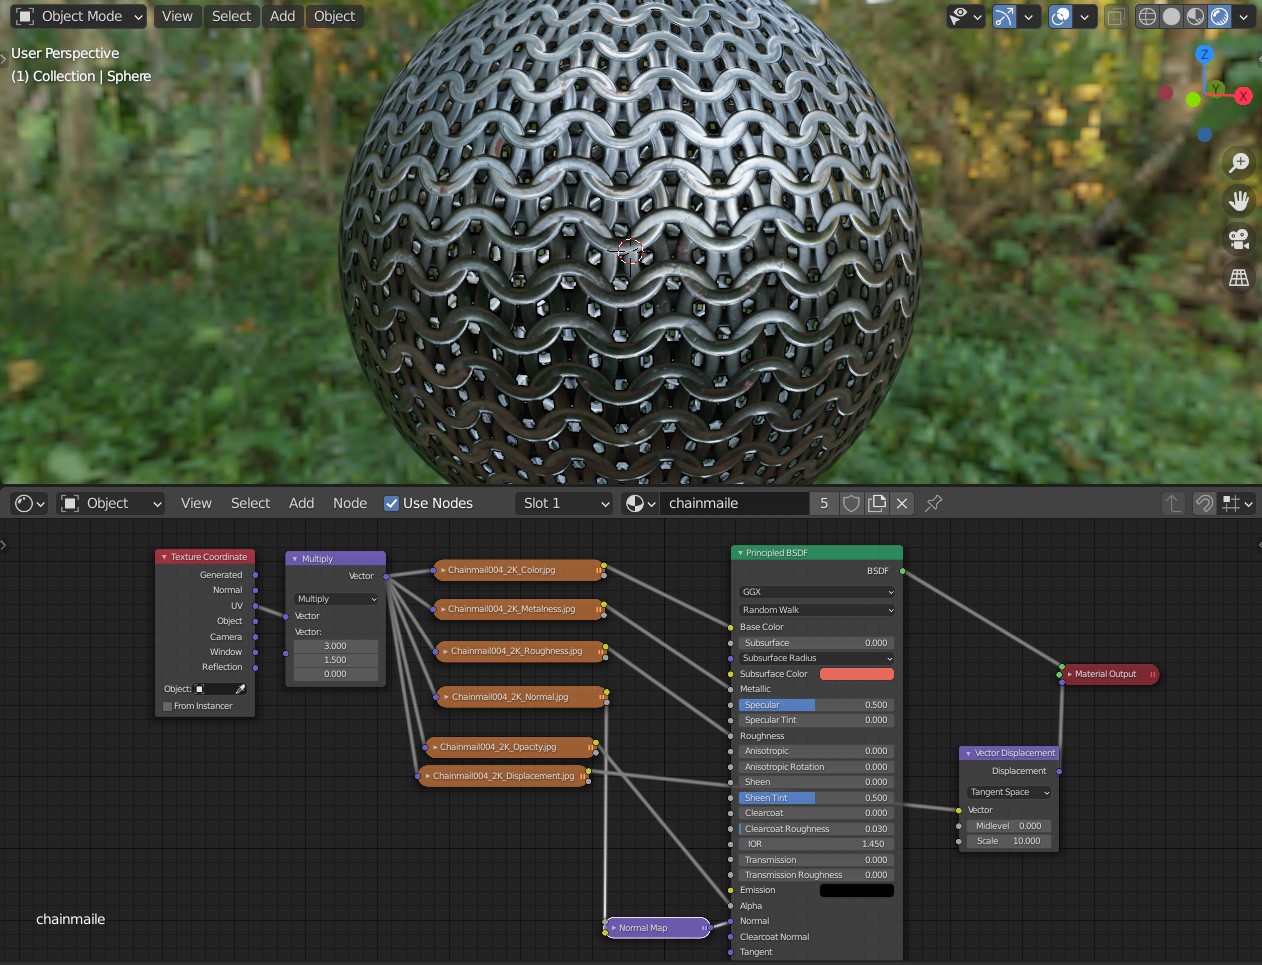 Object Mode View Select Add Object
User Perspective
(1) Collection | Sphere
Z
Y
X
Object View Select Add Node Use Nodes Slot 1 chainmaile 5
Texture Coordinate
Generated
Normal
UV
Object
Camera
Window
Reflection
Object:
From Instancer
Multiply
Vector
Multiply
Vector
Vector:
3.000
1.500
0.000
Chainmail004_2K_Color.jpg
Chainmail004_2K_Metalness.jpg
Chainmail004_2K_Roughness.jpg
Chainmail004_2K_Normal.jpg
Chainmail004_2K_Opacity.jpg
Chainmail004_2K_Displacement.jpg
Normal Map
Principled BSDF
BSDF
GGX
Random Walk
Base Color
Subsurface 0.000
Subsurface Radius
Subsurface Color
Metallic
Specular 0.500
Specular Tint 0.000
Roughness
Anisotropic 0.000
Anisotropic Rotation 0.000
Sheen 0.000
Sheen Tint 0.500
Clearcoat 0.000
Clearcoat Roughness 0.030
IOR 1.450
Transmission 0.000
Transmission Roughness 0.000
Emission
Alpha
Normal
Clearcoat Normal
Tangent
Material Output
Vector Displacement
Displacement
Tangent Space
Vector
Midlevel 0.000
Scale 10.000
chainmaile